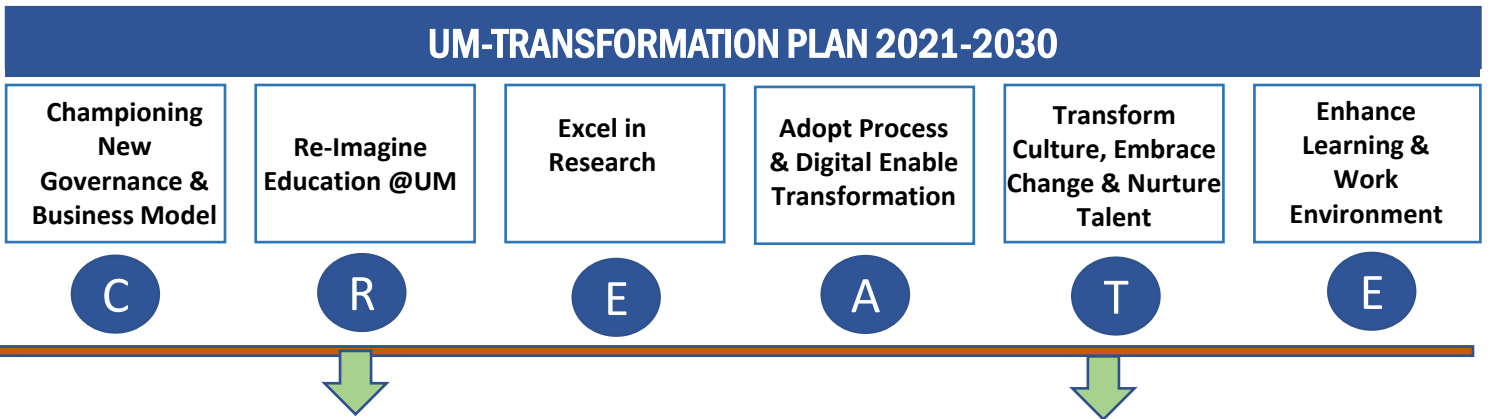 UM-TRANSFORMATION PLAN 2021-2030
Championing
New
Governance &
Business Model
Re-Imagine
Education @UM
Excel in
Research
Adopt Process
& Digital Enable
Transformation
Transform
Culture, Embrace
Change & Nurture
Talent
Enhance
Learning &
Work
Environment
C
R
E
A
T
E